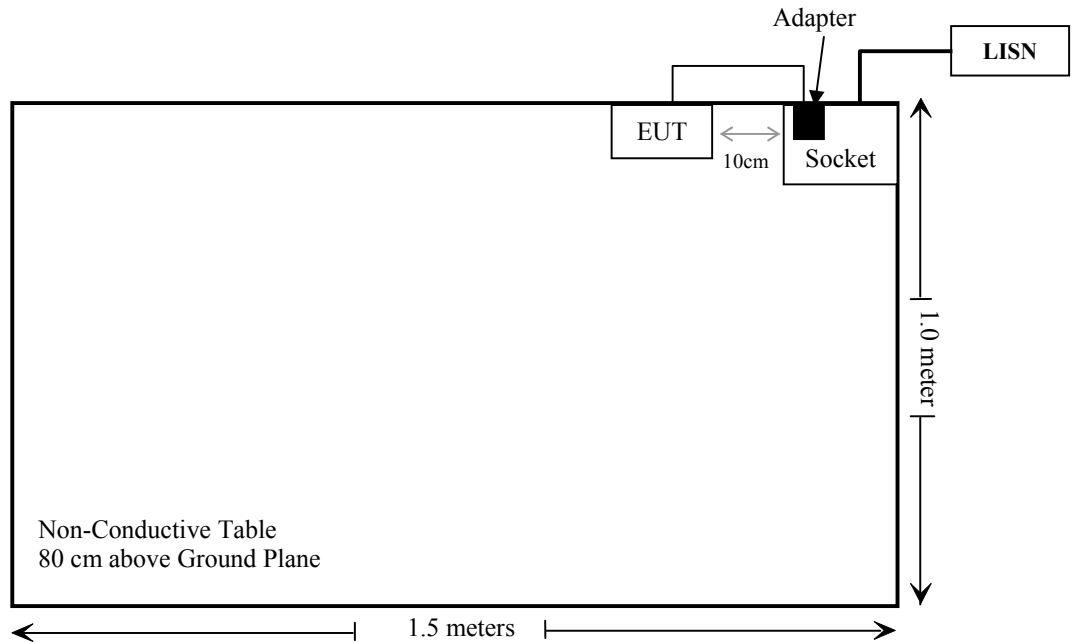 Adapter
LISN
EUT
10cm
Socket
1.0 meter
Non-Conductive Table
80 cm above Ground Plane
1.5 meters